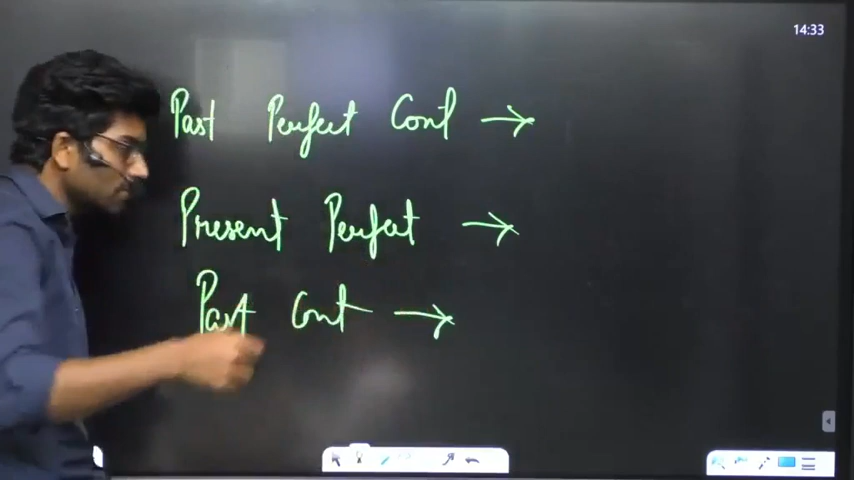 14:33
Past Perfect Cont →
Present Perfect →
Past Cont →